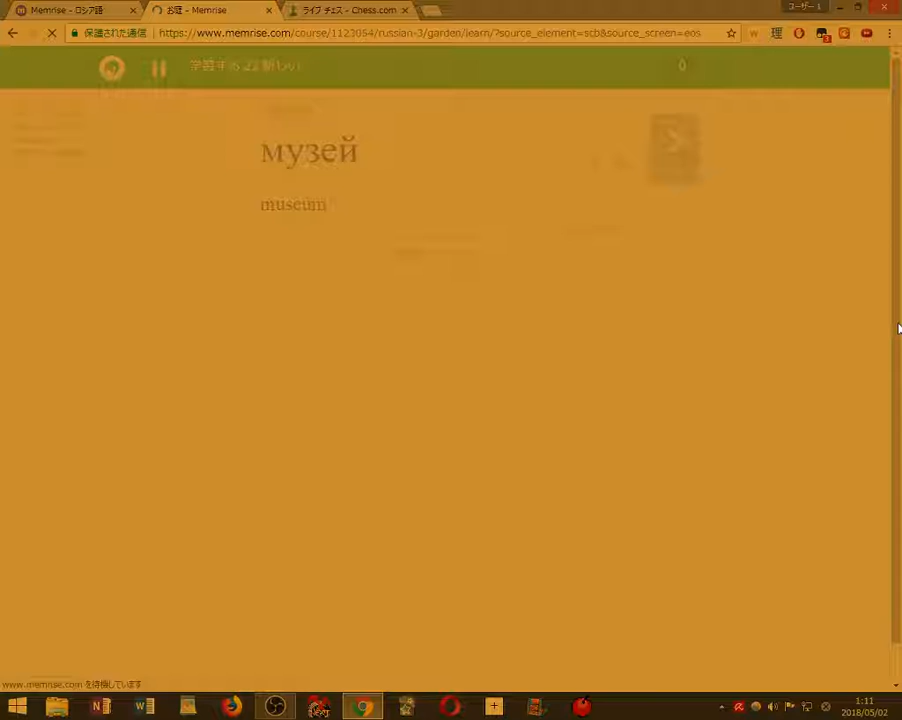 Memrise - ロシア語
お庭 - Memrise
ライブ チェス - Chess.com
ユーザー 1
保護された通信
https://www.memrise.com/course/1123054/russian-3/garden/learn/?source_element=scb&source_screen=eos
0
музей
museum
www.memrise.com を待機しています
1:11
2018/05/02